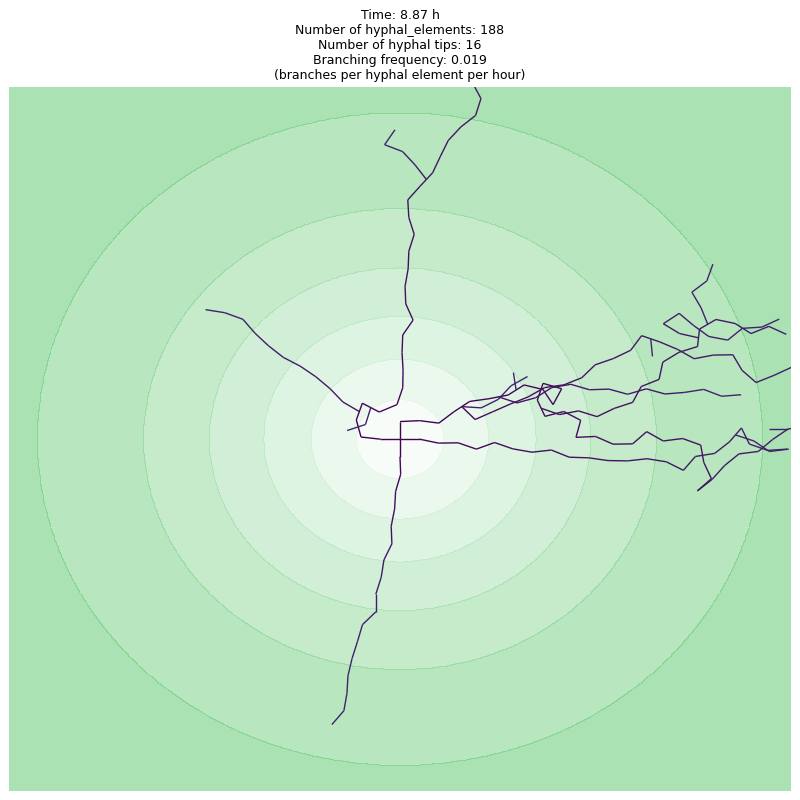 Time: 8.87 h
Number of hyphal_elements: 188
Number of hyphal tips: 16
Branching frequency: 0.019
(branches per hyphal element per hour)